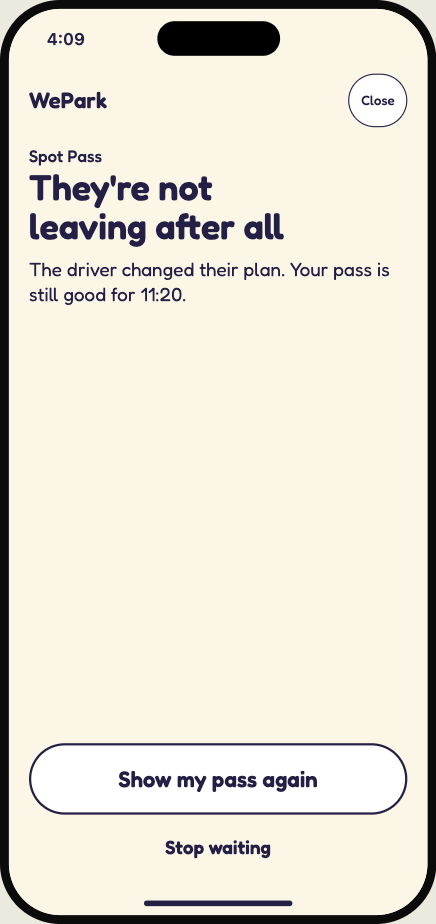 4:09
WePark
Close
Spot Pass
They're not
leaving after all
The driver changed their plan. Your pass is
still good for 11:20.
Show my pass again
Stop waiting